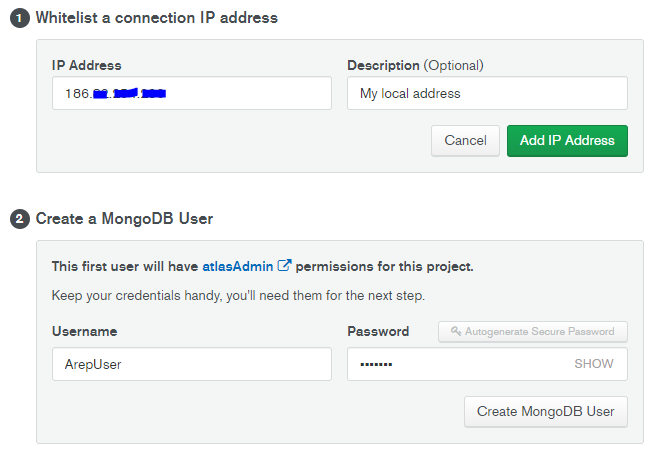 1 Whitelist a connection IP address
IP Address
Description (Optional)
186.
My local address
Cancel
Add IP Address
2 Create a MongoDB User
This first user will have atlasAdmin permissions for this project.
Keep your credentials handy, you'll need them for the next step.
Username
Password
Autogenerate Secure Password
ArepUser
•••••••
SHOW
Create MongoDB User